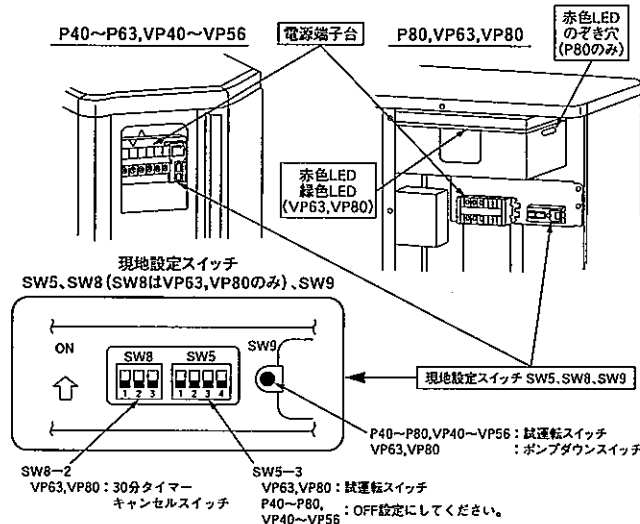 P40～P63,VP40～VP56
電源端子台
P80,VP63,VP80
赤色LED
のぞき穴
(P80のみ)
赤色LED
緑色LED
(VP63,VP80)
現地設定スイッチ
SW5、SW8(SW8はVP63,VP80のみ)、SW9
ON
SW8
SW5
SW9
1 2 3
1 2 3 4
現地設定スイッチ SW5、SW8、SW9
P40～P80,VP40～VP56：試運転スイッチ
VP63,VP80：ポンプダウンスイッチ
SW8－2
VP63,VP80：30分タイマー
キャンセルスイッチ
SW5－3
VP63,VP80：試運転スイッチ
P40～P80,
VP40～VP56：OFF設定にしてください。